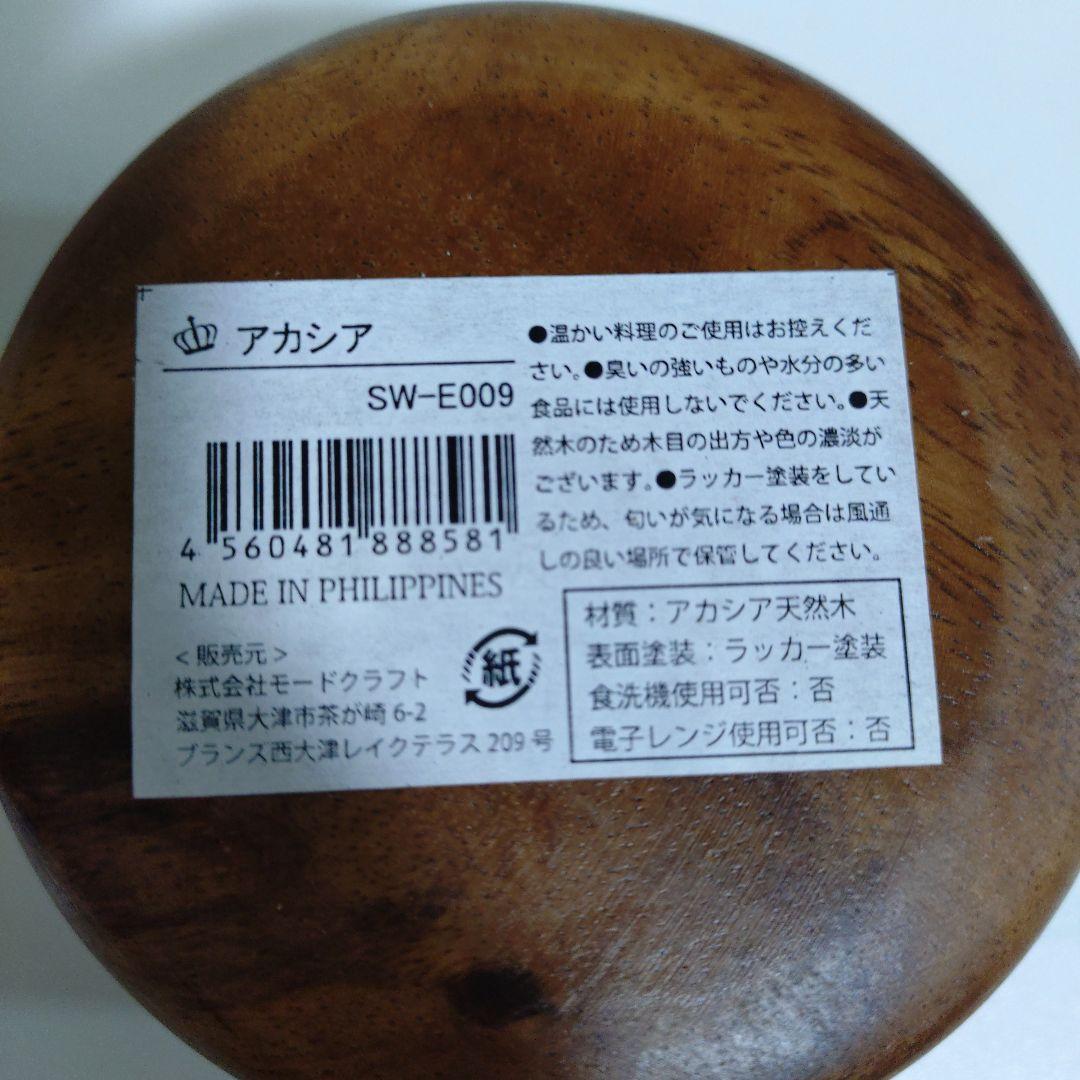 アカシア
SW-E009
4 560481 888581
MADE IN PHILIPPINES
<販売元>
株式会社モードクラフト
滋賀県大津市茶が崎 6-2
ブランズ西大津レイクテラス 209 号
紙
●温かい料理のご使用はお控えくだ
さい。●臭いの強いものや水分の多い
食品には使用しないでください。●天
然木のため木目の出方や色の濃淡が
ございます。●ラッカー塗装をしてい
るため、匂いが気になる場合は風通
しの良い場所で保管してください。
材質：アカシア天然木
表面塗装：ラッカー塗装
食洗機使用可否：否
電子レンジ使用可否：否